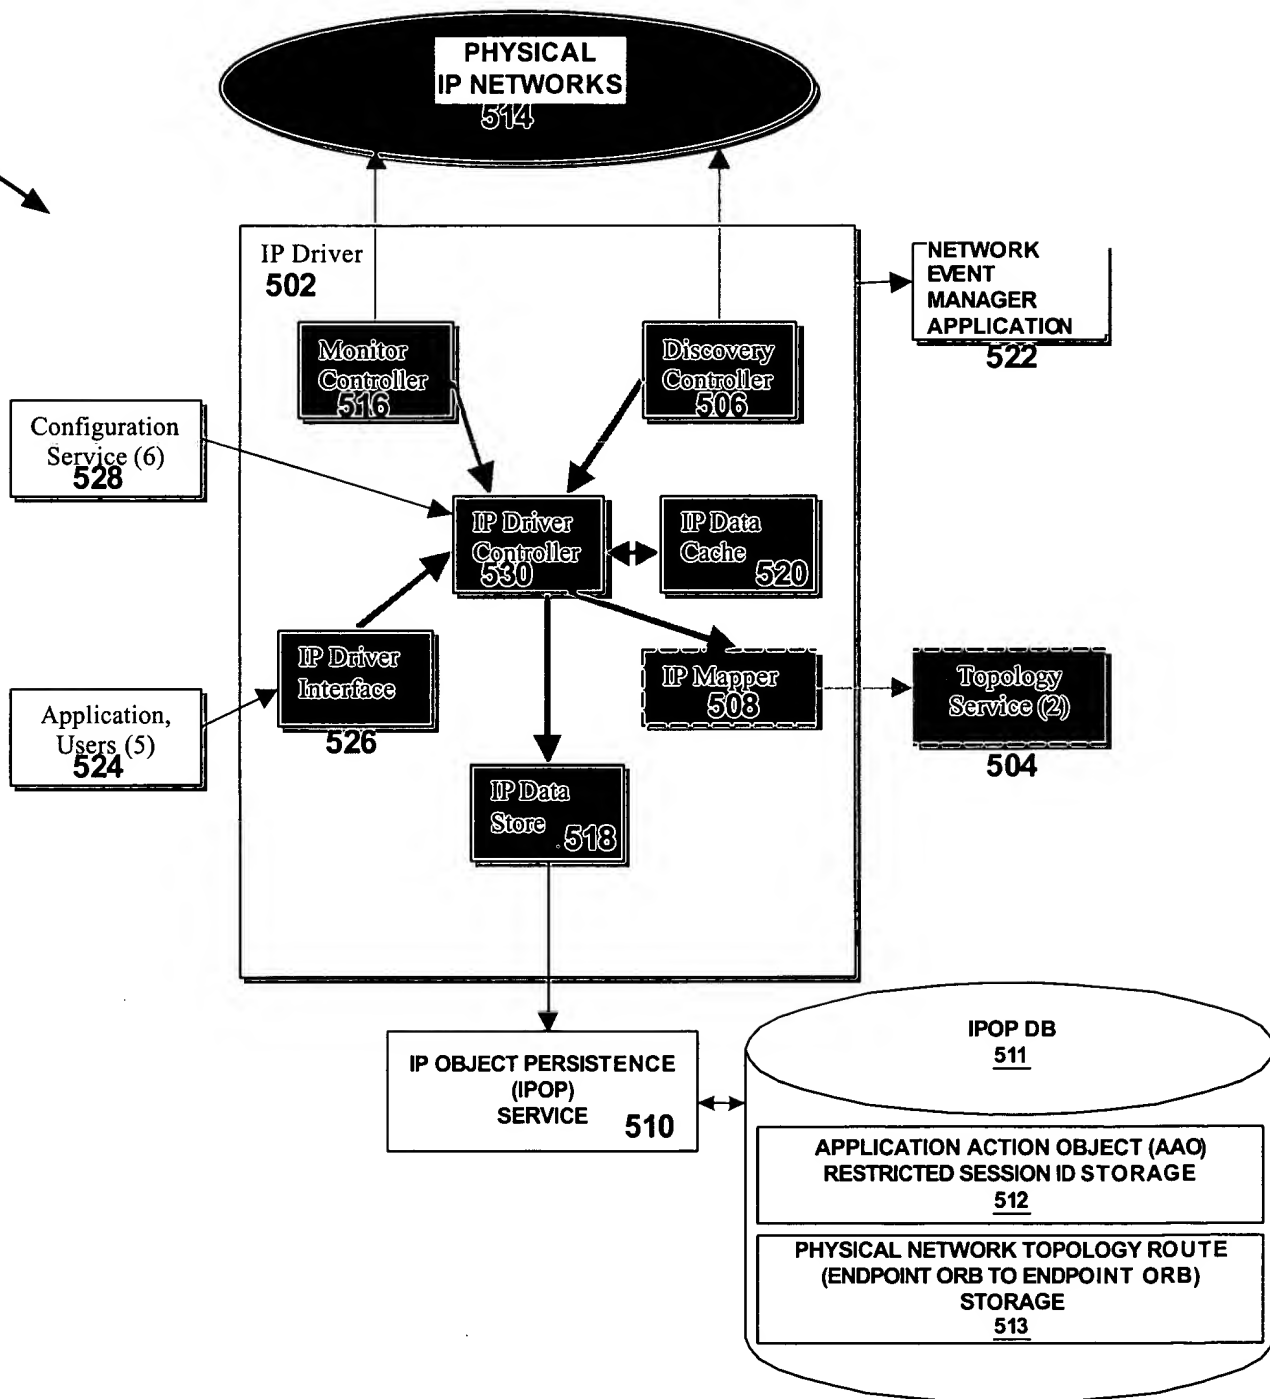 PHYSICAL
IP NETWORKS
514
IP Driver
502
NETWORK
EVENT
MANAGER
APPLICATION
522
Monitor
Controller
516
Discovery
Controller
506
Configuration
Service (6)
528
IP Driver
Controller
530
IP Data
Cache
520
IP Driver
Interface
526
IP Mapper
508
Topology
Service (2)
504
Application,
Users (5)
524
IP Data
Store
518
IP OBJECT PERSISTENCE
(IPOP)
SERVICE
510
IPOP DB
511
APPLICATION ACTION OBJECT (AAO)
RESTRICTED SESSION ID STORAGE
512
PHYSICAL NETWORK TOPOLOGY ROUTE
(ENDPOINT ORB TO ENDPOINT ORB)
STORAGE
513